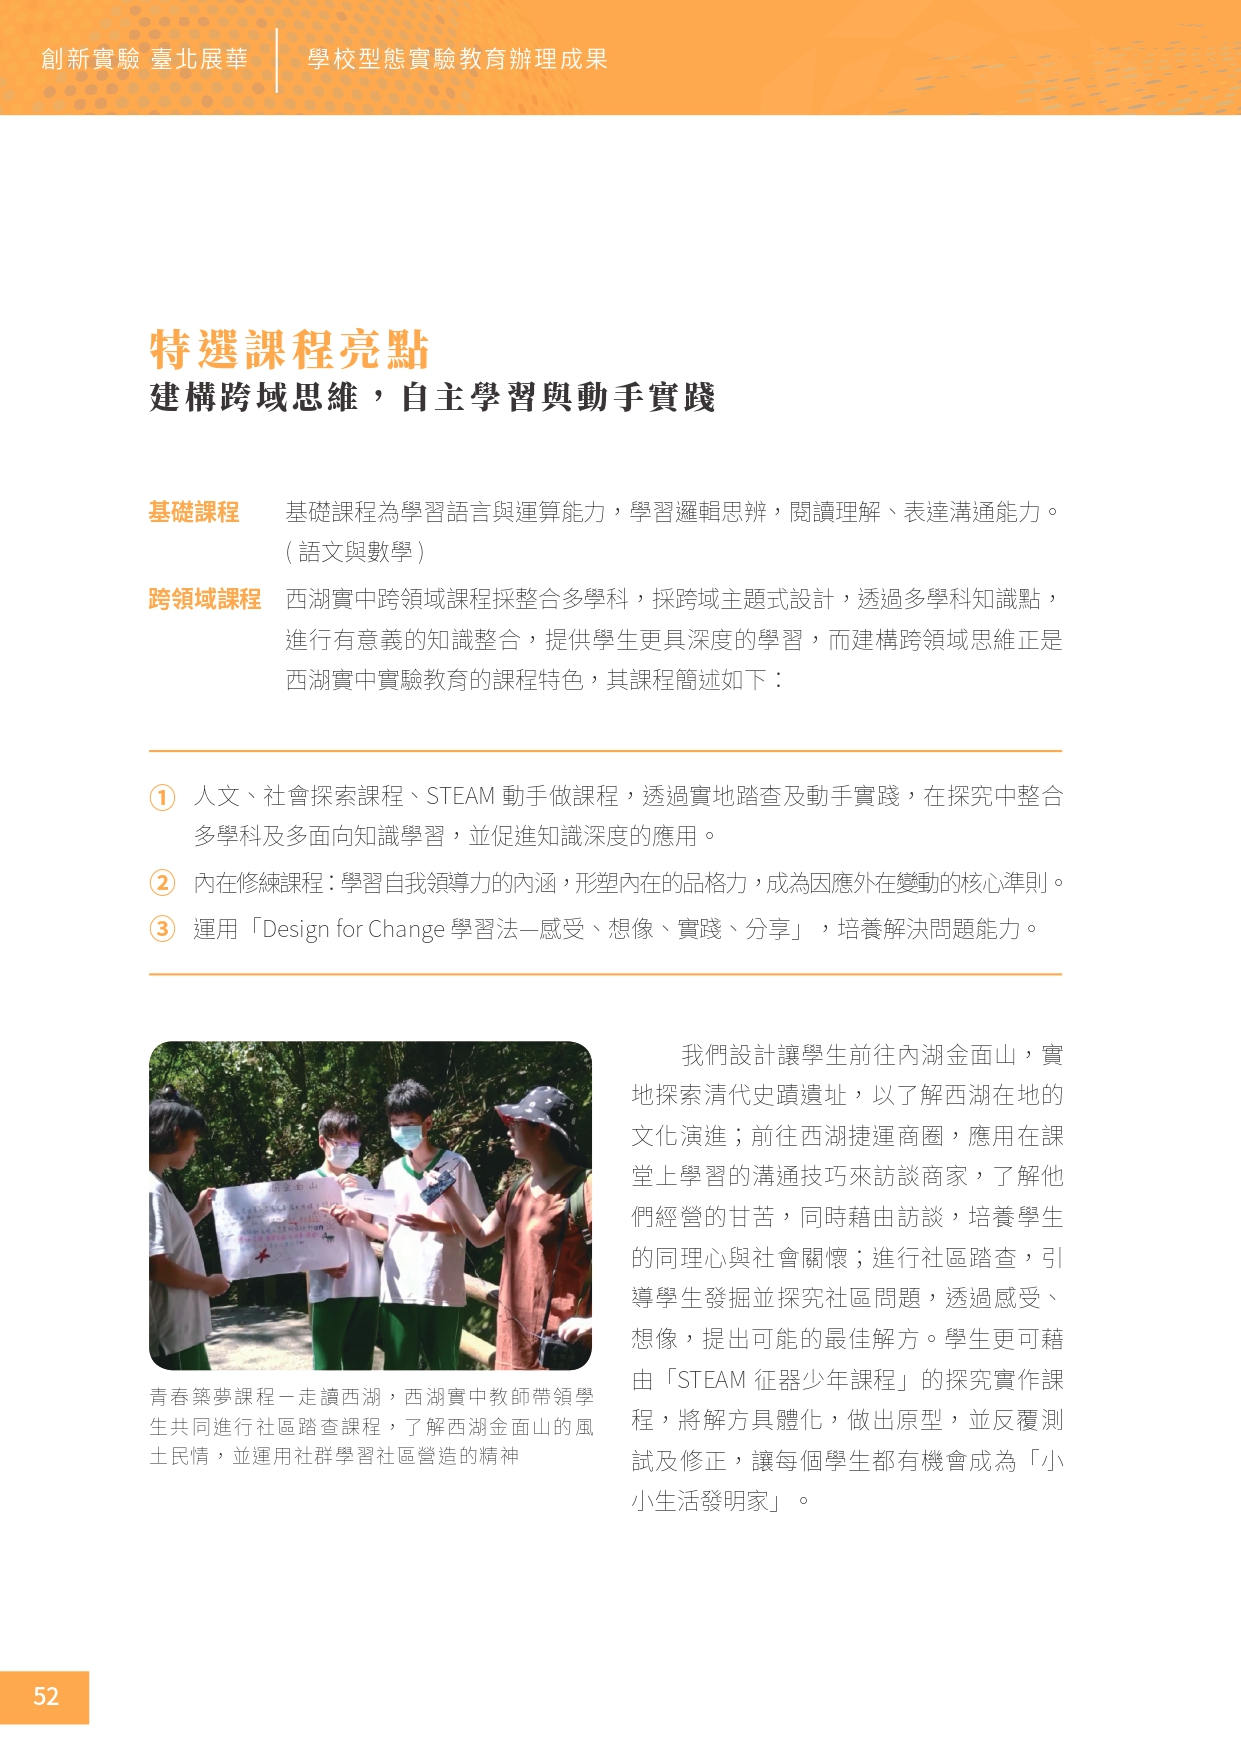 創新實驗 臺北展華
學校型態實驗教育辦理成果
特選課程亮點
建構跨域思維，自主學習與動手實踐
基礎課程
基礎課程為學習語言與運算能力，學習邏輯思辨，閱讀理解、表達溝通能力。
( 語文與數學 )
跨領域課程
西湖實中跨領域課程採整合多學科，採跨域主題式設計，透過多學科知識點，
進行有意義的知識整合，提供學生更具深度的學習，而建構跨領域思維正是
西湖實中實驗教育的課程特色，其課程簡述如下：
① 人文、社會探索課程、STEAM 動手做課程，透過實地踏查及動手實踐，在探究中整合
多學科及多面向知識學習，並促進知識深度的應用。
② 內在修練課程：學習自我領導力的內涵，形塑內在的品格力，成為因應外在變動的核心準則。
③ 運用「Design for Change 學習法—感受、想像、實踐、分享」，培養解決問題能力。
青春築夢課程－走讀西湖，西湖實中教師帶領學
生共同進行社區踏查課程，了解西湖金面山的風
土民情，並運用社群學習社區營造的精神
我們設計讓學生前往內湖金面山，實
地探索清代史蹟遺址，以了解西湖在地的
文化演進；前往西湖捷運商圈，應用在課
堂上學習的溝通技巧來訪談商家，了解他
們經營的甘苦，同時藉由訪談，培養學生
的同理心與社會關懷；進行社區踏查，引
導學生發掘並探究社區問題，透過感受、
想像，提出可能的最佳解方。學生更可藉
由「STEAM 征器少年課程」的探究實作課
程，將解方具體化，做出原型，並反覆測
試及修正，讓每個學生都有機會成為「小
小生活發明家」。
52